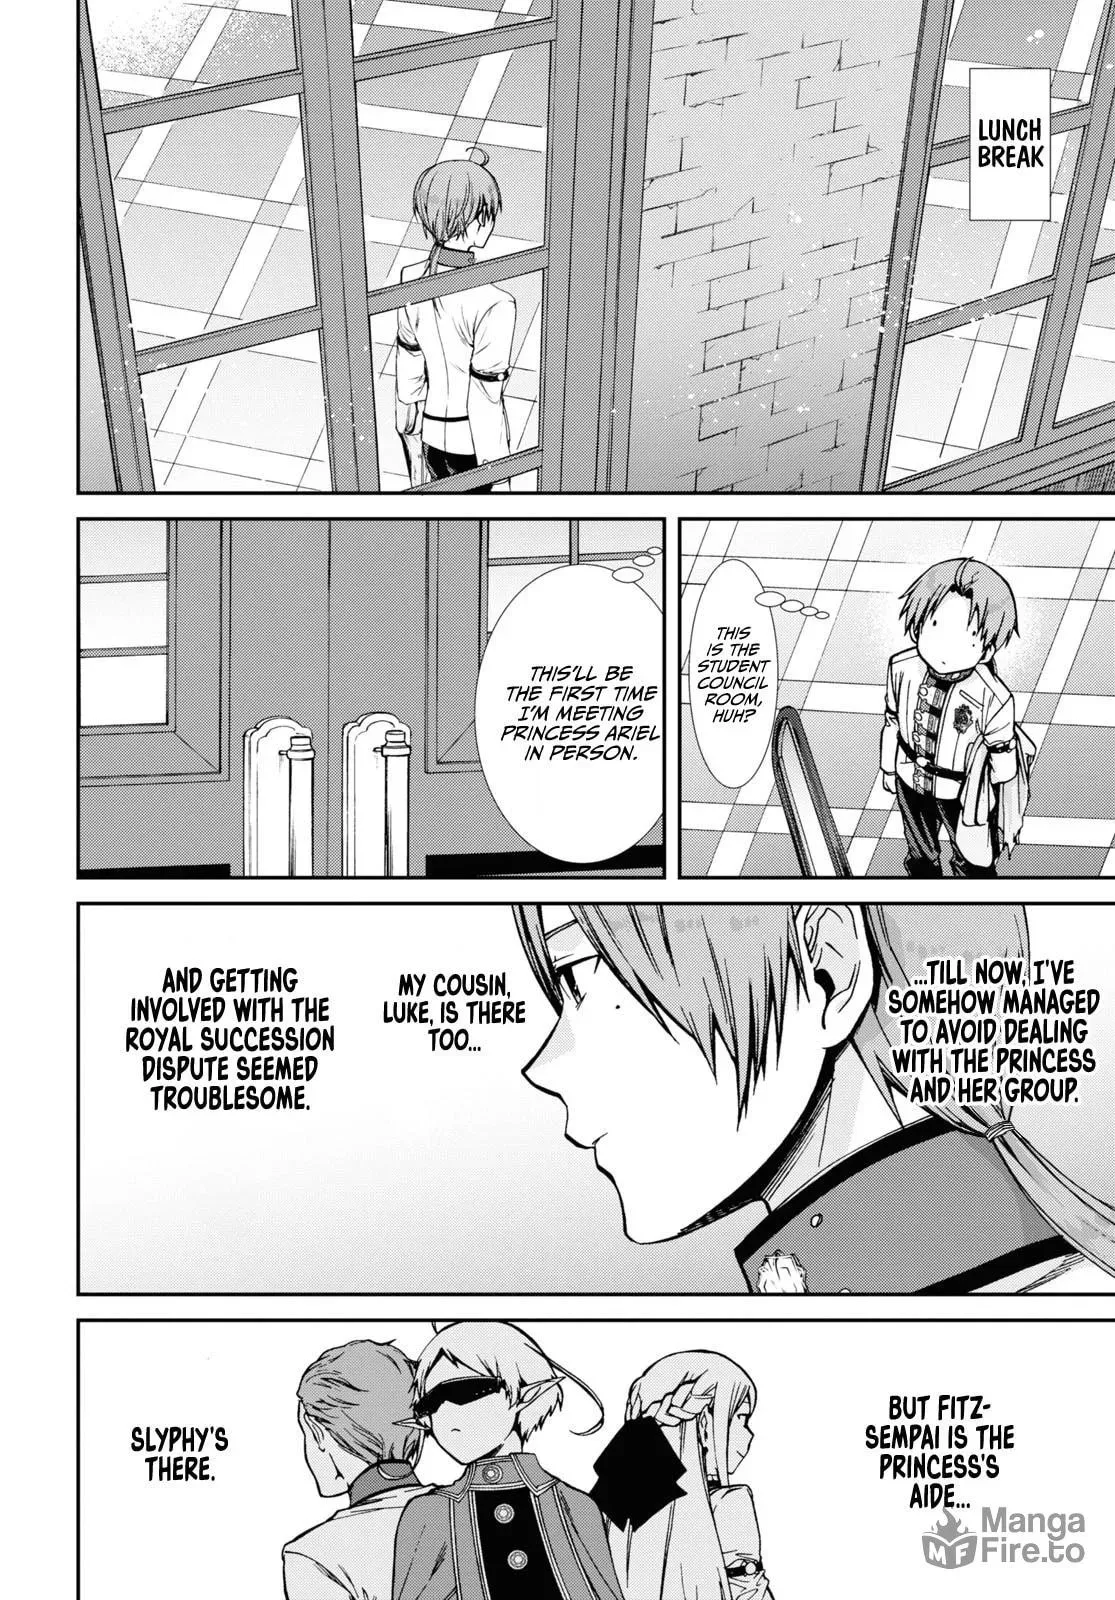 LUNCH
BREAK
THIS
IS THE
STUDENT
COUNCIL
ROOM,
HUH?
THIS'LL BE
THE FIRST TIME
I'M MEETING
PRINCESS ARIEL
IN PERSON.
...TILL NOW, I'VE
SOMEHOW MANAGED
TO AVOID DEALING
WITH THE PRINCESS
AND HER GROUP.
MY COUSIN,
LUKE, IS THERE
TOO...
AND GETTING
INVOLVED WITH THE
ROYAL SUCCESSION
DISPUTE SEEMED
TROUBLESOME.
BUT FITZ-
SEMPAI IS THE
PRINCESS'S
AIDE...
SLYPHY'S
THERE.
MF Manga
Fire.to